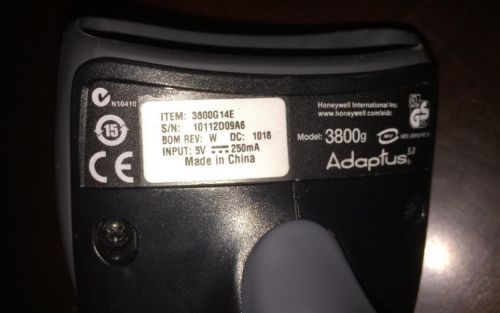 N10410
15
CE
ITEM: 3800G14E
S/N: 10112D09A6
BOM REV: W DC: 1018
INPUT: 5V ⎓ 250mA
Made in China
Honeywell International Inc.
www.honeywell.com/aidc
Model: 3800g
Adaptus® 5.0